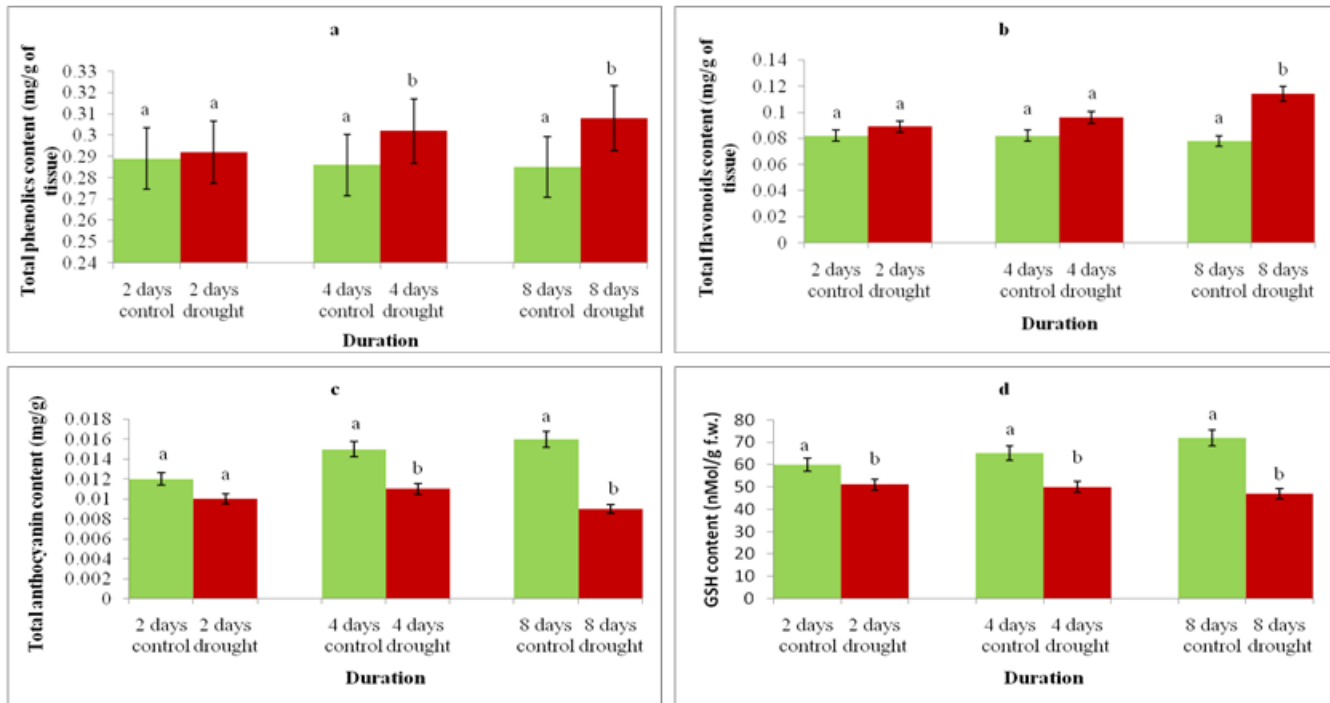 a
Total phenolics content (mg/g of
tissue)
0.33
0.32
0.31
0.3
0.29
0.28
0.27
0.26
0.25
0.24
a a a b a b
2 days 2 days 4 days 4 days 8 days 8 days
control drought control drought control drought
Duration
b
Total flavonoids content (mg/g of
tissue)
0.14
0.12
0.1
0.08
0.06
0.04
0.02
0
a a a a a b
2 days 2 days 4 days 4 days 8 days 8 days
control drought control drought control drought
Duration
c
Total anthocyanin content (mg/g)
0.018
0.016
0.014
0.012
0.01
0.008
0.006
0.004
0.002
0
a a a b a b
2 days 2 days 4 days 4 days 8 days 8 days
control drought control drought control drought
Duration
d
GSH content (nMol/g f.w.)
80
70
60
50
40
30
20
10
0
a b a b a b
2 days 2 days 4 days 4 days 8 days 8 days
control drought control drought control drought
Duration